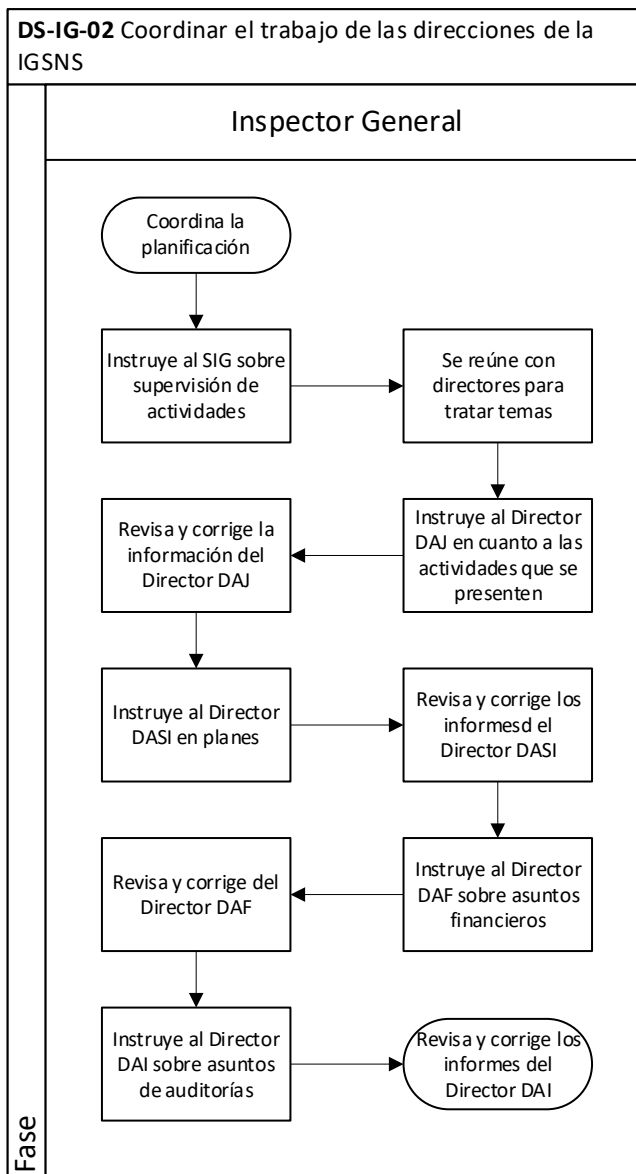 DS-IG-02 Coordinar el trabajo de las direcciones de la
IGSNS
Inspector General
Fase
Coordina la
planificación
Instruye al SIG sobre
supervisión de
actividades
Se reúne con
directores para
tratar temas
Instruye al Director
DAJ en cuanto a las
actividades que se
presenten
Revisa y corrige la
información del
Director DAJ
Instruye al Director
DASI en planes
Revisa y corrige los
informesd el
Director DASI
Instruye al Director
DAF sobre asuntos
financieros
Revisa y corrige del
Director DAF
Instruye al Director
DAI sobre asuntos
de auditorías
Revisa y corrige los
informes del
Director DAI